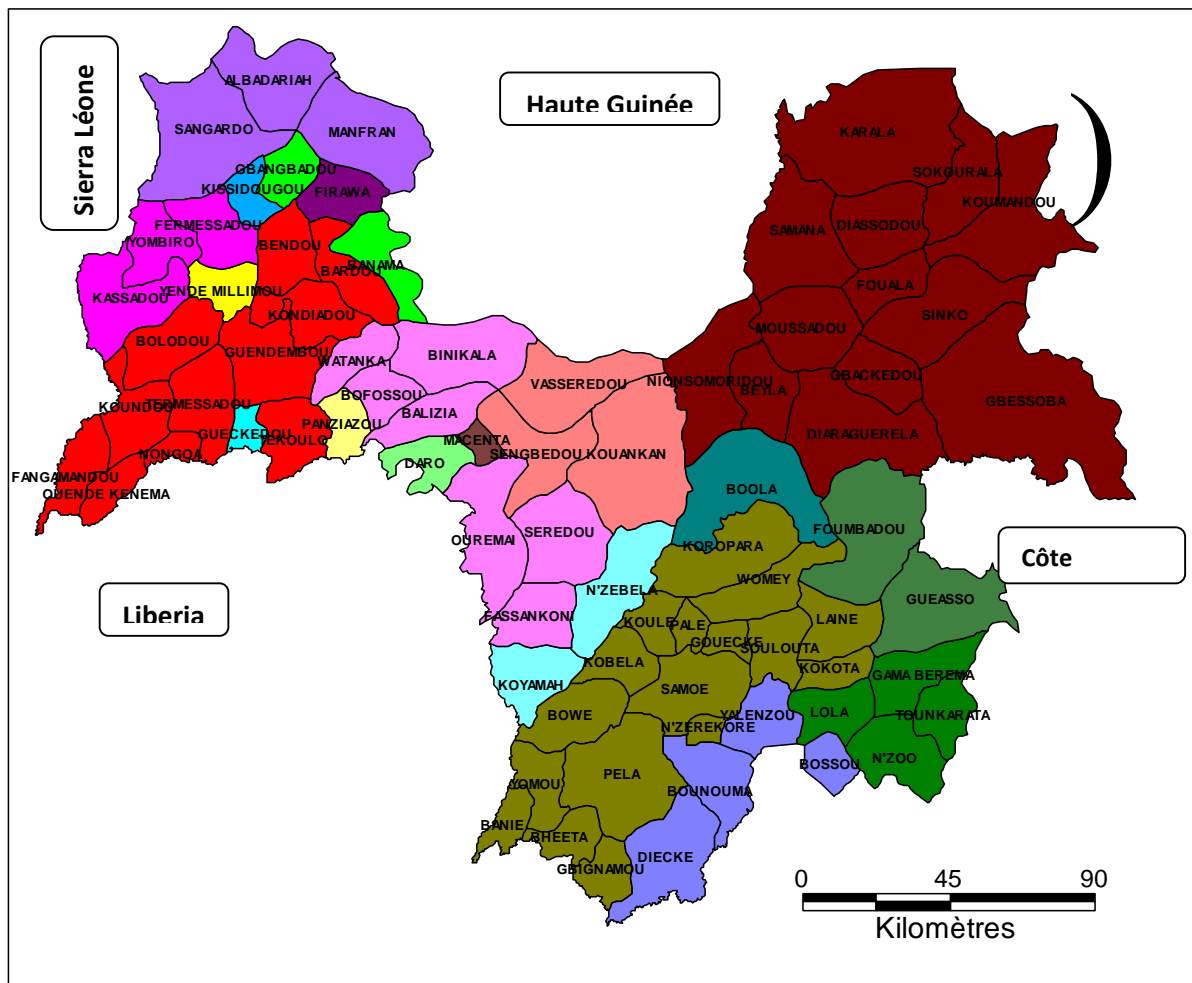 Sierra Léone
Haute Guinée
ALBADARIAH
SANGARDO
MANFRAN
GBANGBADOU
KISSIDOUGOU
FIRAWA
FERMESSADOU
YOMBIRO
BENDOU
BANAMA
BARDOU
YENDE MILLIMOU
KASSADOU
KONDIADOU
BOLODOU
GUENDEMBOU
WATANKA
BINIKALA
BOFOSSOU
VASSEREDOU
KOUNDOU
TERMESSADOU
BALIZIA
PANZIAZOU
GUECKEDOU
TEKOULO
MACENTA
SENGBEDOU
KOUANKAN
NONGOA
DARO
FANGAMANDOU
OUENDE KENEMA
KARALA
SOKOURALA
KOUMANDOU
SAMANA
DIASSODOU
FOUALA
SINKO
MOUSSADOU
NIONSOMORIDOU
BEYLA
GBACKEDOU
GBESSOBA
DIARAGUERELA
BOOLA
FOUMBADOU
OUREMAI
SEREDOU
KOROPARA
WOMEY
N'ZEBELA
Côte
GUEASSO
Liberia
FASSANKONI
KOULE
PALE
GOUECKE
SOULOUTA
LAINE
KOBELA
KOKOTA
GAMA BEREMA
KOYAMAH
SAMOE
BOWE
YALENZOU
LOLA
TOUNKARATA
N'ZEREKORE
N'ZOO
BOSSOU
PELA
YOMOU
BOUNOUMA
BANIE
BHEETA
DIECKE
GBIGNAMOU
0 45 90
Kilomètres